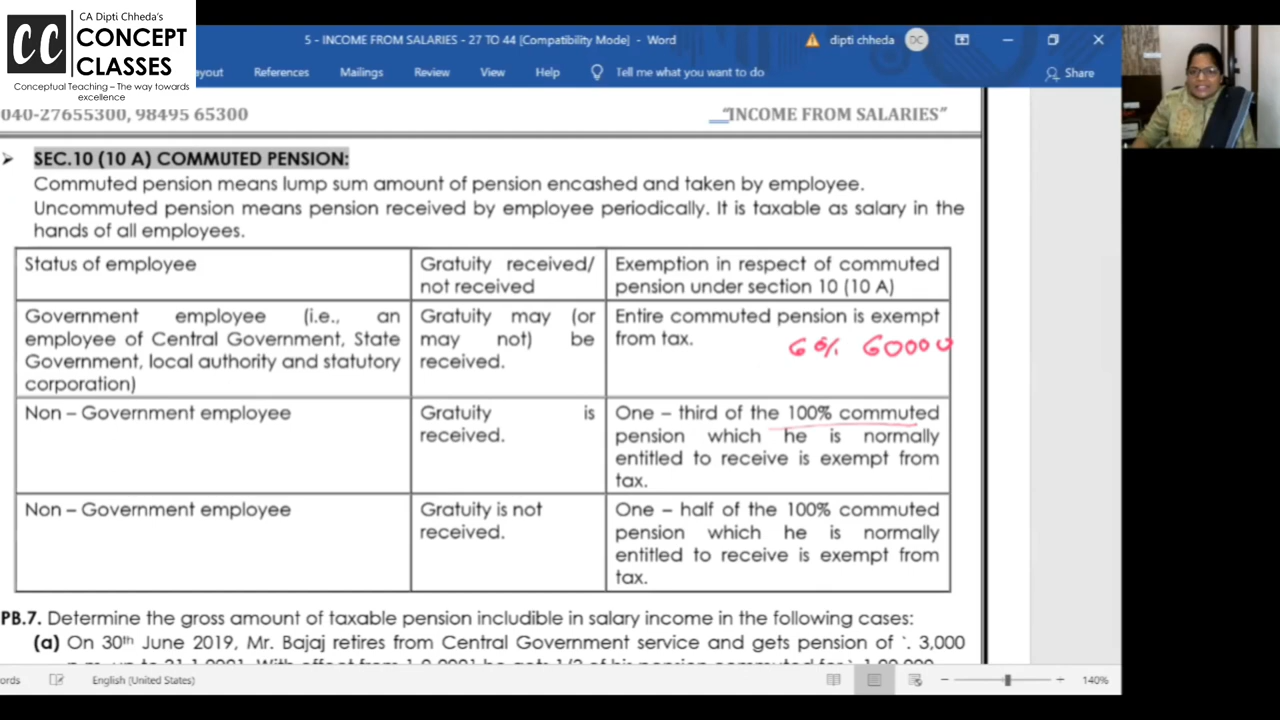 CA Dipti Chheda's
CC CONCEPT
CLASSES
Conceptual Teaching – The way towards
excellence
5 - INCOME FROM SALARIES - 27 TO 44 [Compatibility Mode] - Word
dipti chheda DC
ayout References Mailings Review View Help Tell me what you want to do Share
040-27655300, 98495 65300 "INCOME FROM SALARIES"
➢ SEC.10 (10 A) COMMUTED PENSION:
Commuted pension means lump sum amount of pension encashed and taken by employee.
Uncommuted pension means pension received by employee periodically. It is taxable as salary in the
hands of all employees.
Status of employee
Gratuity received/
not received
Exemption in respect of commuted
pension under section 10 (10 A)
Government employee (i.e., an
employee of Central Government, State
Government, local authority and statutory
corporation)
Gratuity may (or
may not) be
received.
Entire commuted pension is exempt
from tax.
60% 60000
Non – Government employee
Gratuity is
received.
One – third of the 100% commuted
pension which he is normally
entitled to receive is exempt from
tax.
Non – Government employee
Gratuity is not
received.
One – half of the 100% commuted
pension which he is normally
entitled to receive is exempt from
tax.
PB.7. Determine the gross amount of taxable pension includible in salary income in the following cases:
(a) On 30th June 2019, Mr. Bajaj retires from Central Government service and gets pension of `. 3,000
ords English (United States) 140%